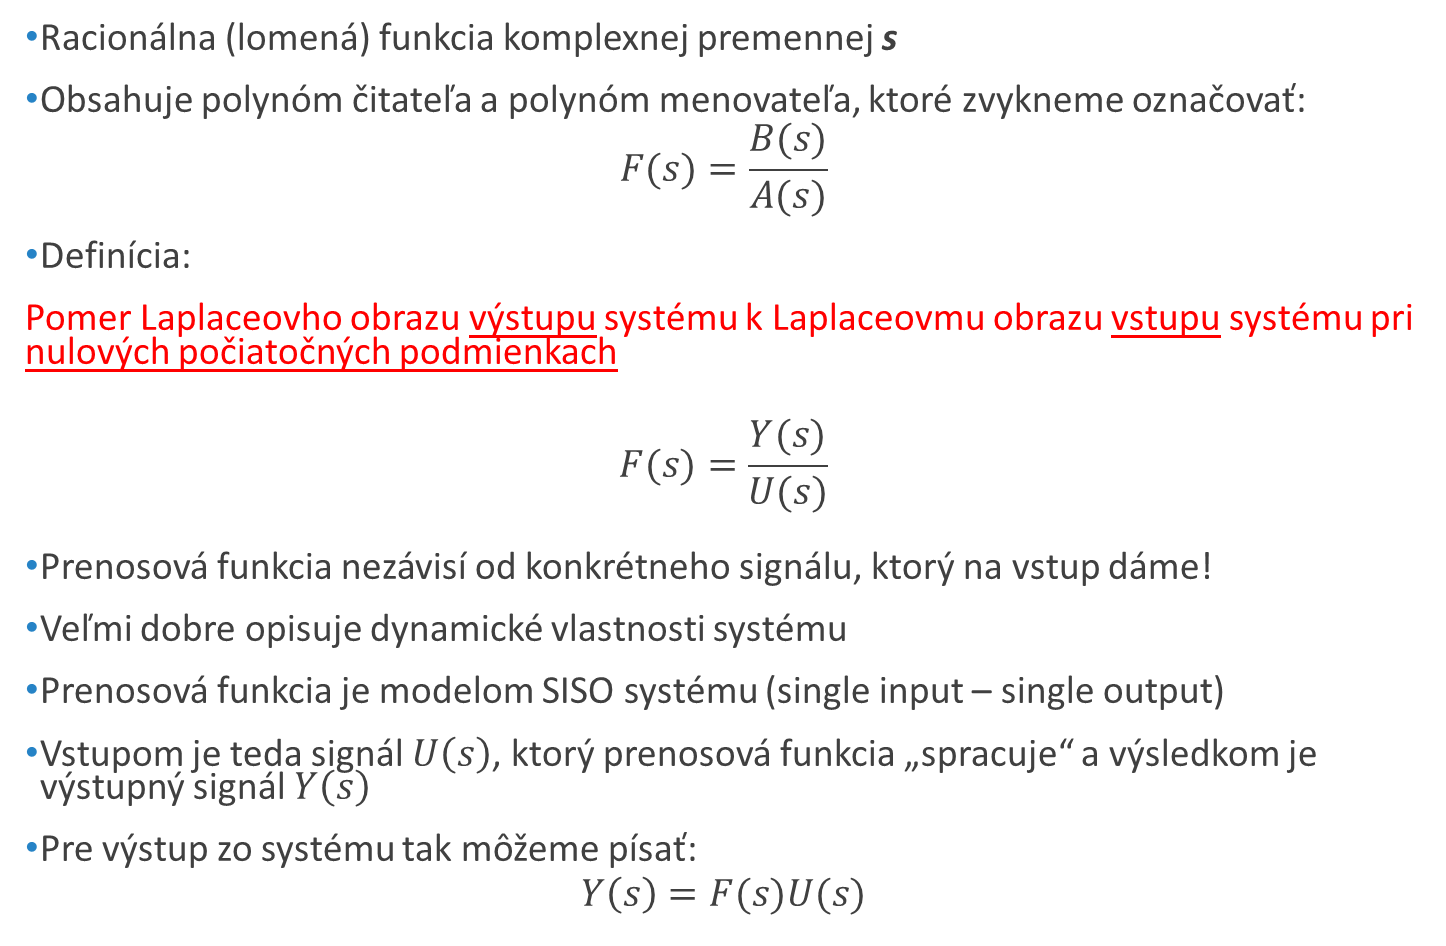 •Racionálna (lomená) funkcia komplexnej premennej s
•Obsahuje polynóm čitateľa a polynóm menovateľa, ktoré zvykneme označovať:
F(s) = B(s)/A(s)
•Definícia:
Pomer Laplaceovho obrazu výstupu systému k Laplaceovmu obrazu vstupu systému pri
nulových počiatočných podmienkach
F(s) = Y(s)/U(s)
•Prenosová funkcia nezávisí od konkrétneho signálu, ktorý na vstup dáme!
•Veľmi dobre opisuje dynamické vlastnosti systému
•Prenosová funkcia je modelom SISO systému (single input – single output)
•Vstupom je teda signál U(s), ktorý prenosová funkcia „spracuje“ a výsledkom je
výstupný signál Y(s)
•Pre výstup zo systému tak môžeme písať:
Y(s) = F(s)U(s)